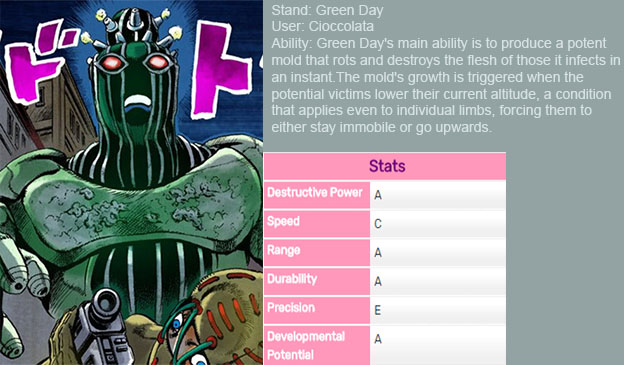 ド
ド
Stand: Green Day
User: Cioccolata
Ability: Green Day's main ability is to produce a potent
mold that rots and destroys the flesh of those it infects in
an instant.The mold's growth is triggered when the
potential victims lower their current altitude, a condition
that applies even to individual limbs, forcing them to
either stay immobile or go upwards.
Stats
Destructive Power A
Speed C
Range A
Durability A
Precision E
Developmental
Potential A